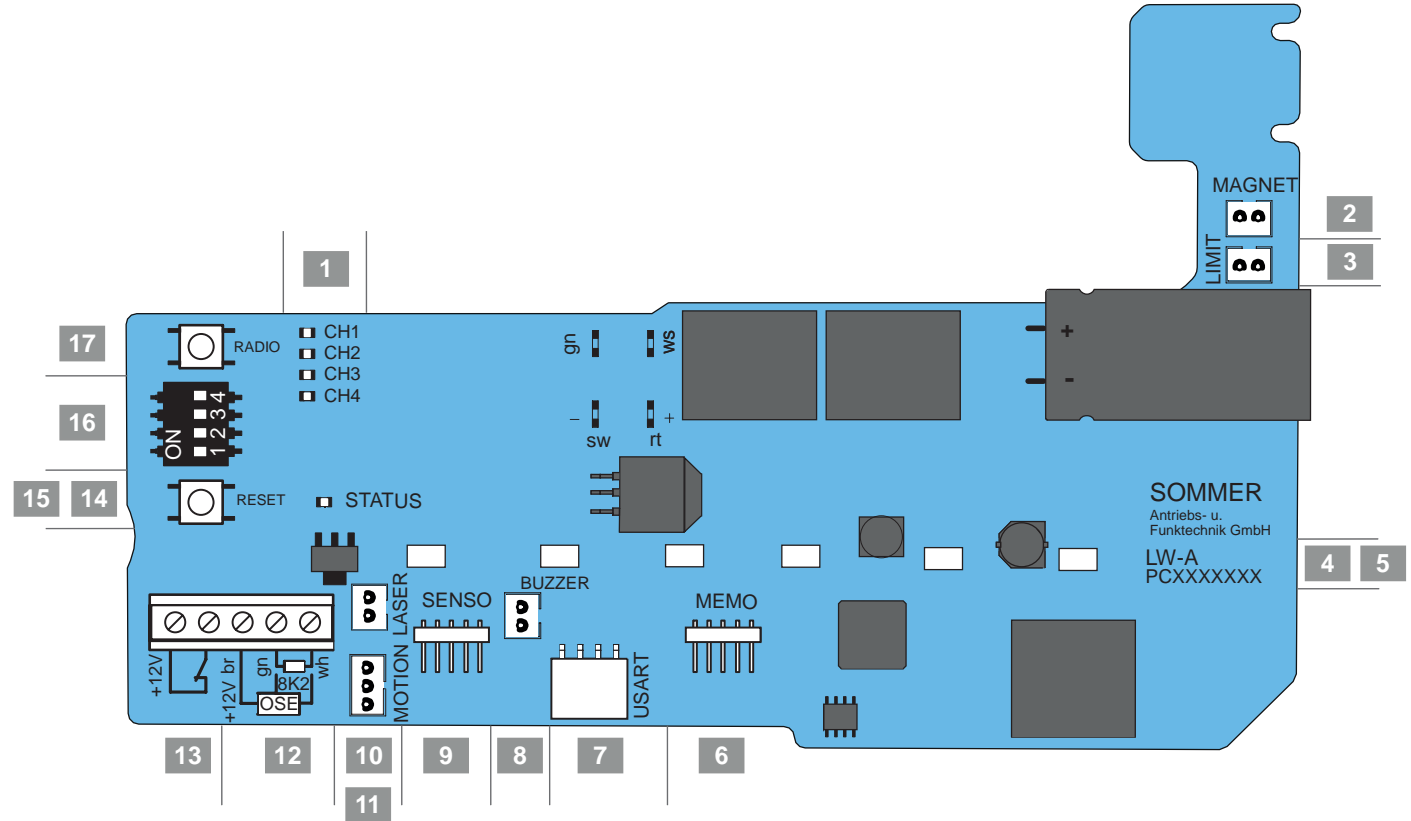 MAGNET
2
LIMIT
3
1
17
RADIO
CH1
CH2
CH3
CH4
gn
ws
+
-
16
ON
1 2 3 4
–
+
sw
rt
15
14
RESET
STATUS
SOMMER
Antriebs- u.
Funktechnik GmbH
LW-A
PCXXXXXXX
4
5
LASER
SENSO
BUZZER
MEMO
+12V
+12V br
gn
wh
8K2
OSE
MOTION
USART
13
12
10
9
8
7
6
11